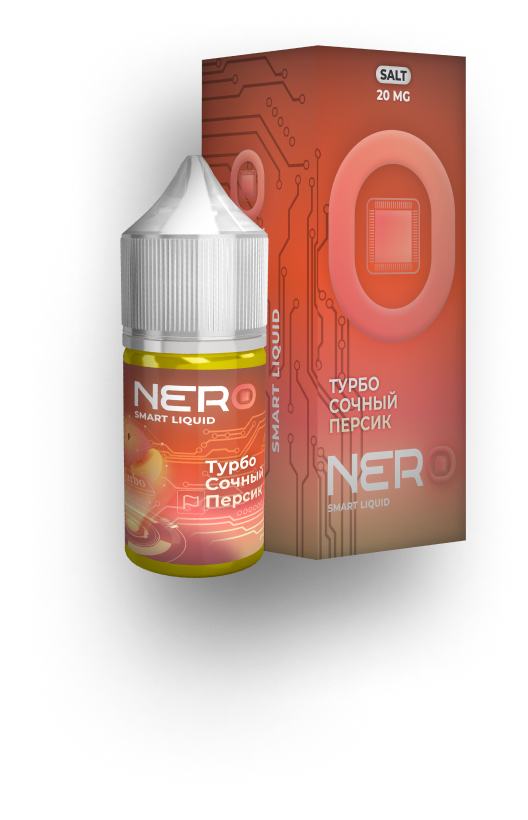 SALT
20 MG
ТУРБО
СОЧНЫЙ
ПЕРСИК
NERO
SMART LIQUID
SMART LIQUID
NERO
SMART LIQUID
Турбо
Сочный
Персик